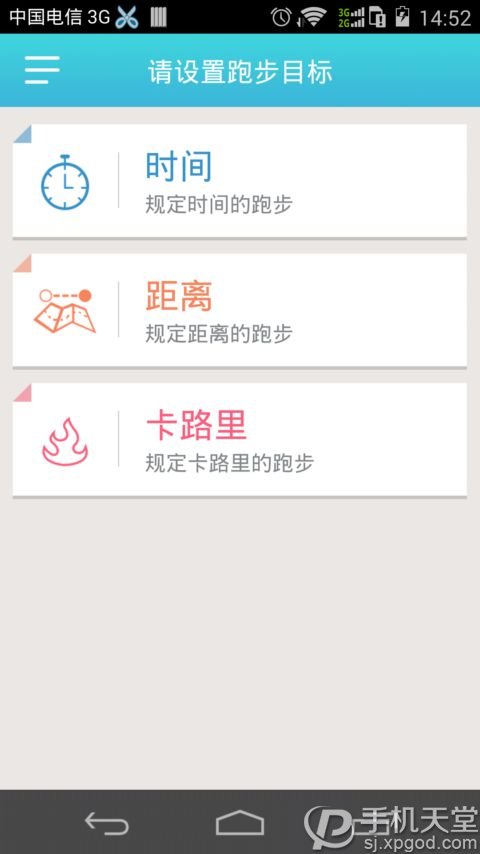 中国电信 3G
3G
2G
14:52
请设置跑步目标
时间
规定时间的跑步
距离
规定距离的跑步
卡路里
规定卡路里的跑步
手机天堂
sj.xpgod.com